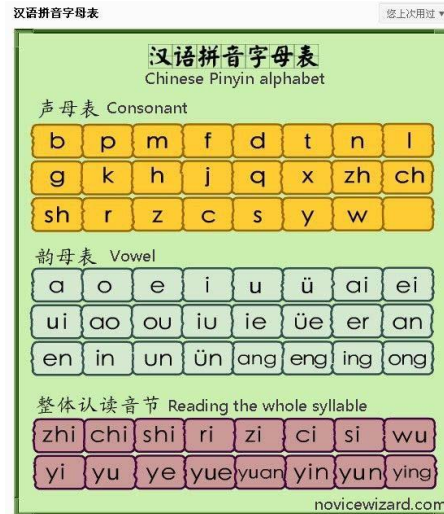 汉语拼音字母表
您上次用过
汉语拼音字母表
Chinese Pinyin alphabet
声母表 Consonant
b p m f d t n l
g k h j q x zh ch
sh r z c s y w
韵母表 Vowel
a o e i u ü ai ei
ui ao ou iu ie üe er an
en in un ün ang eng ing ong
整体认读音节 Reading the whole syllable
zhi chi shi ri zi ci si wu
yi yu ye yue yuan yin yun ying
novicewizard.com